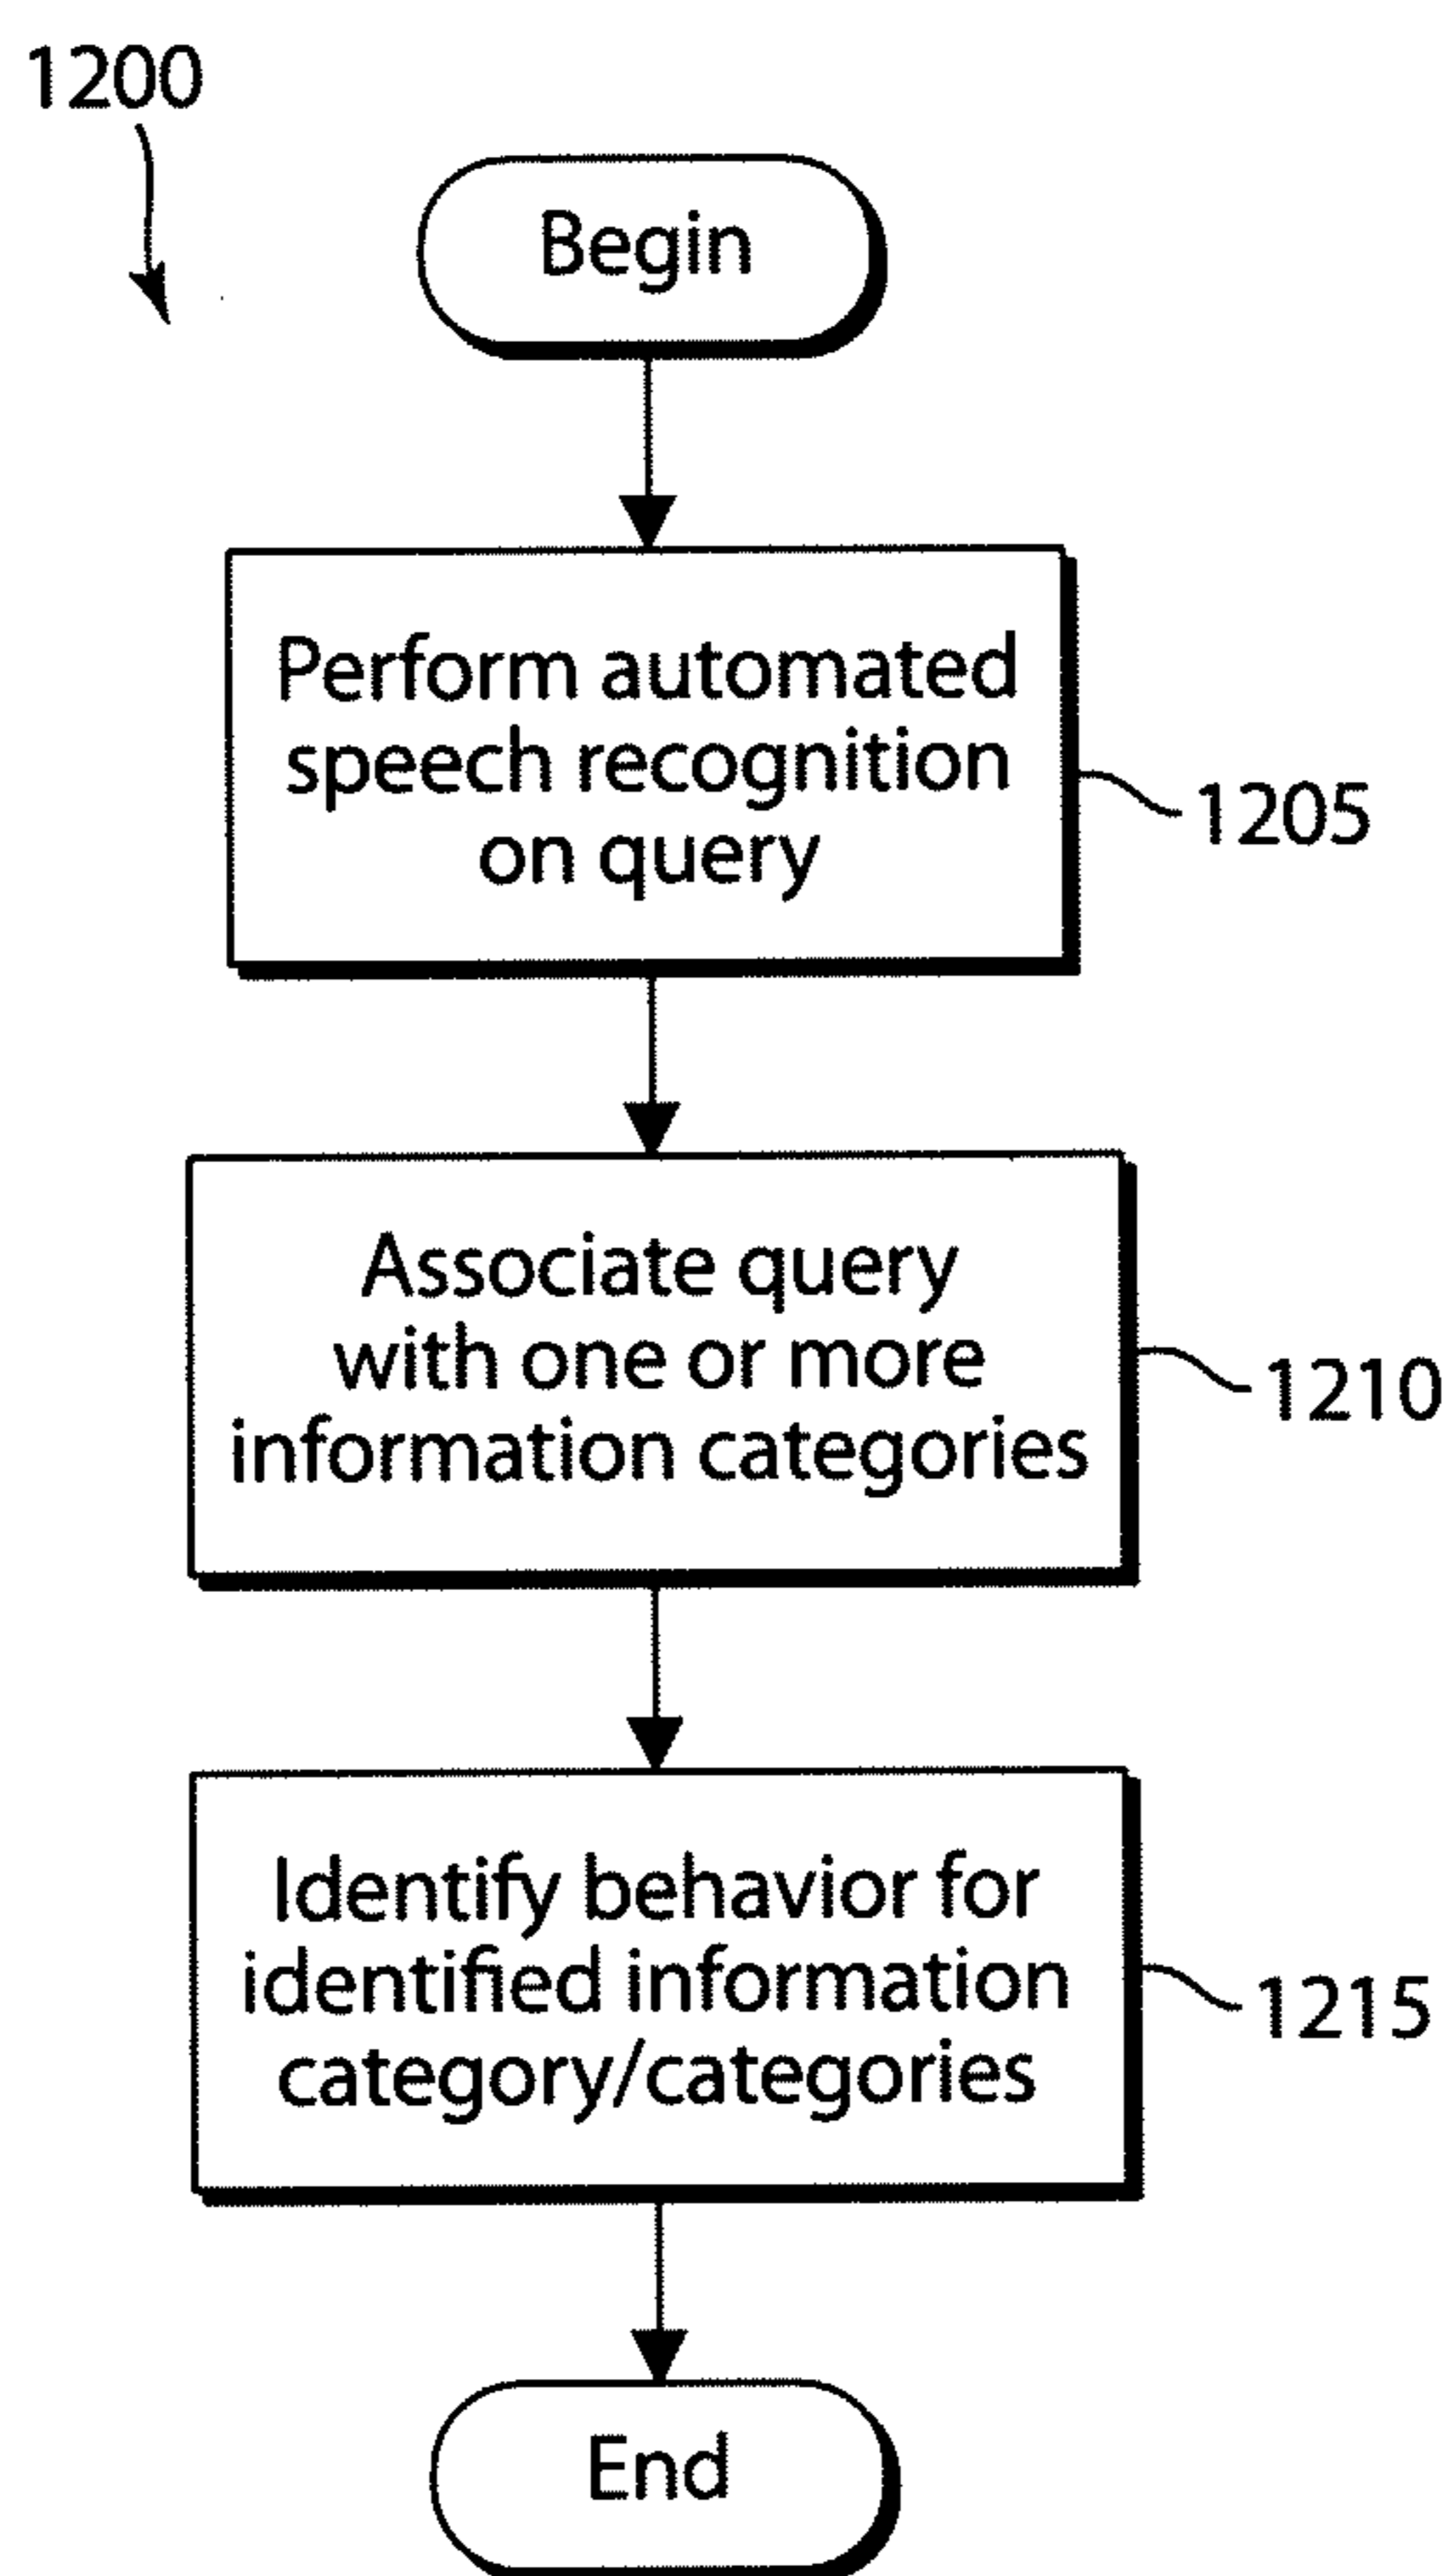 1200
Begin
Perform automated
speech recognition
on query
1205
Associate query
with one or more
information categories
1210
Identify behavior for
identified information
category/categories
1215
End